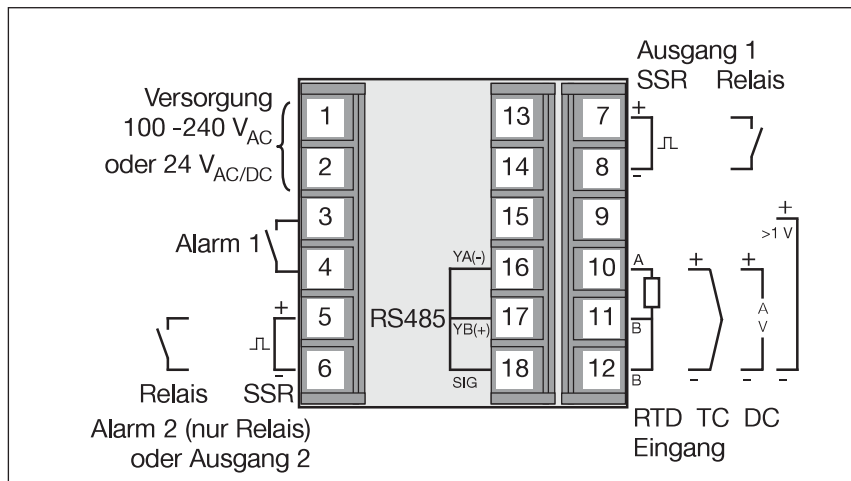 Ausgang 1
SSR Relais
Versorgung
100 -240 VAC
oder 24 VAC/DC
Alarm 1
1
2
3
4
5
6
+
-
Relais SSR
Alarm 2 (nur Relais)
oder Ausgang 2
RS485
YA(-)
YB(+)
SIG
13
14
15
16
17
18
7
8
9
10
11
12
+
-
A
B
B
+
-
+
A
V
-
+
>1 V
-
RTD TC DC
Eingang